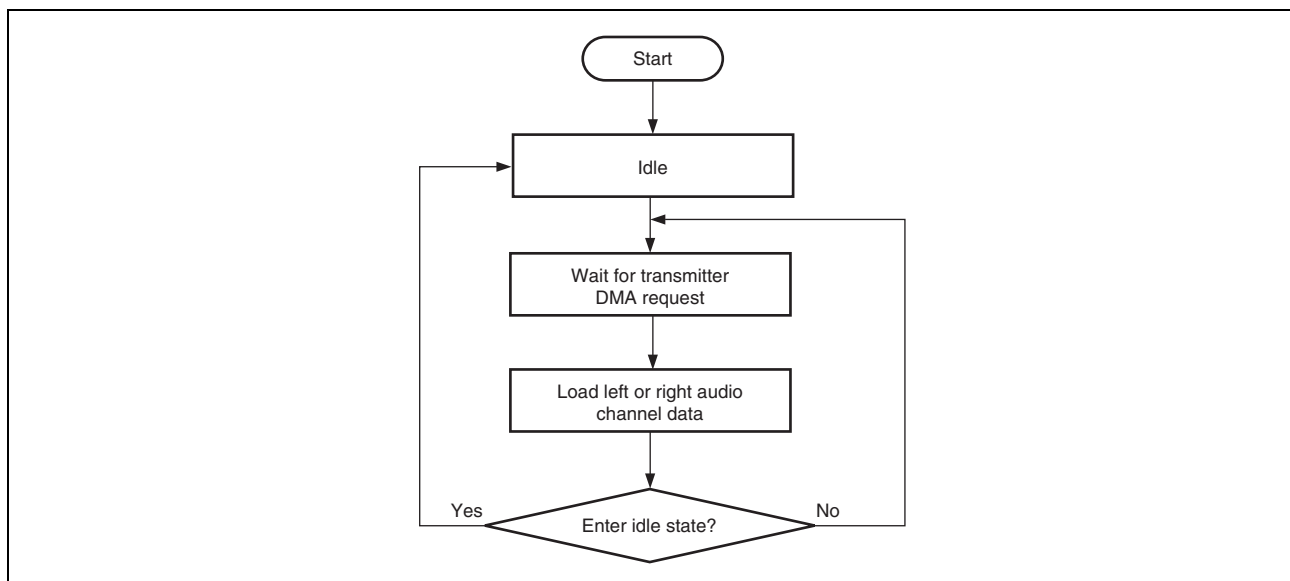 Start
Idle
Wait for transmitter
DMA request
Load left or right audio
channel data
Yes
Enter idle state?
No